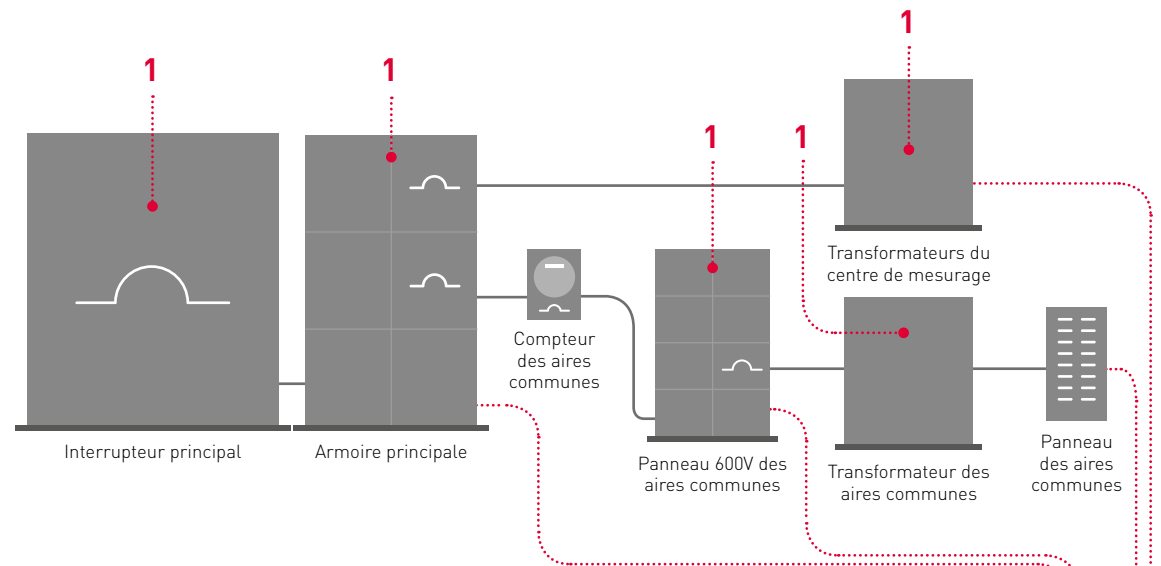 1
1
1
1
1
Transformateurs du
centre de mesurage
Compteur
des aires
communes
Interrupteur principal
Armoire principale
Panneau 600V des
aires communes
Transformateur des
aires communes
Panneau
des aires
communes